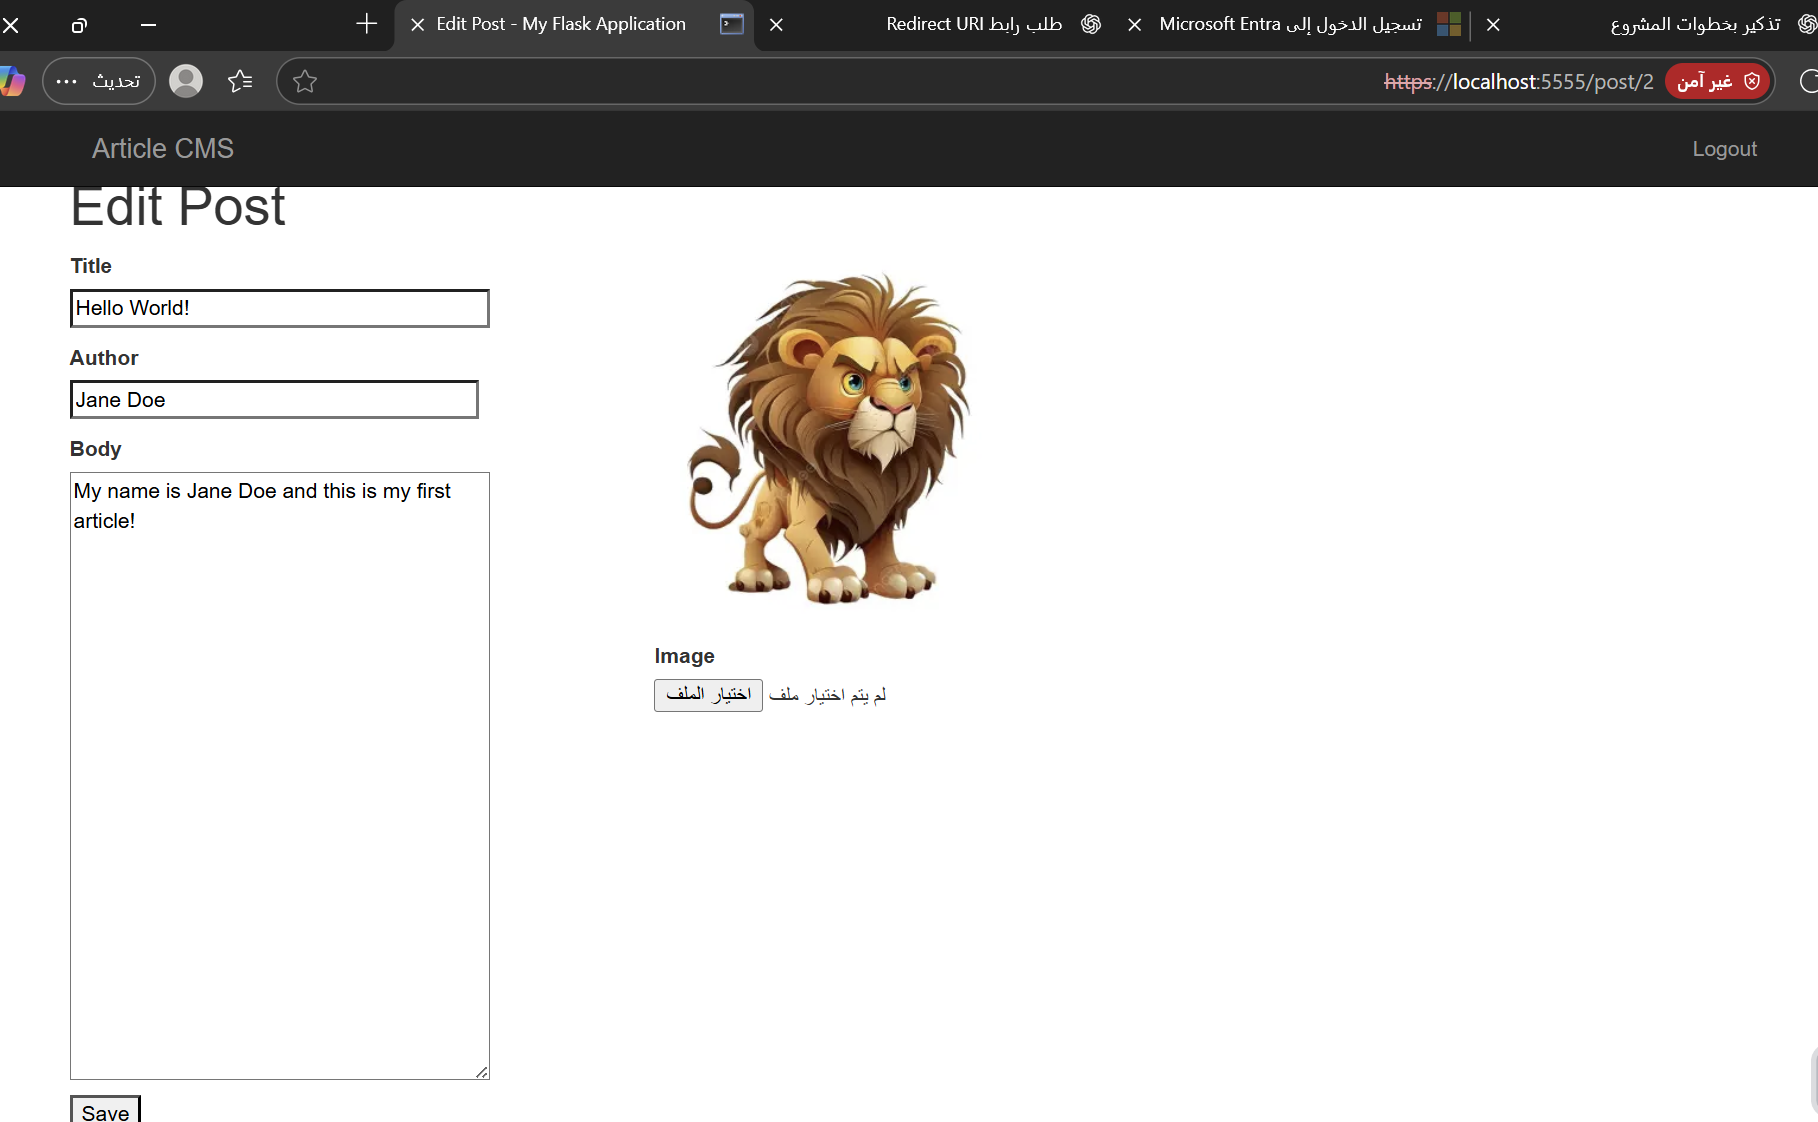 Edit Post - My Flask Application
طلب رابط Redirect URI
تسجيل الدخول إلى Microsoft Entra
تذكير بخطوات المشروع
تحديث
https://localhost:5555/post/2
غير آمن
Article CMS
Logout
Edit Post
Title
Hello World!
Author
Jane Doe
Body
My name is Jane Doe and this is my first
article!
Image
اختيار الملف لم يتم اختيار ملف
Save